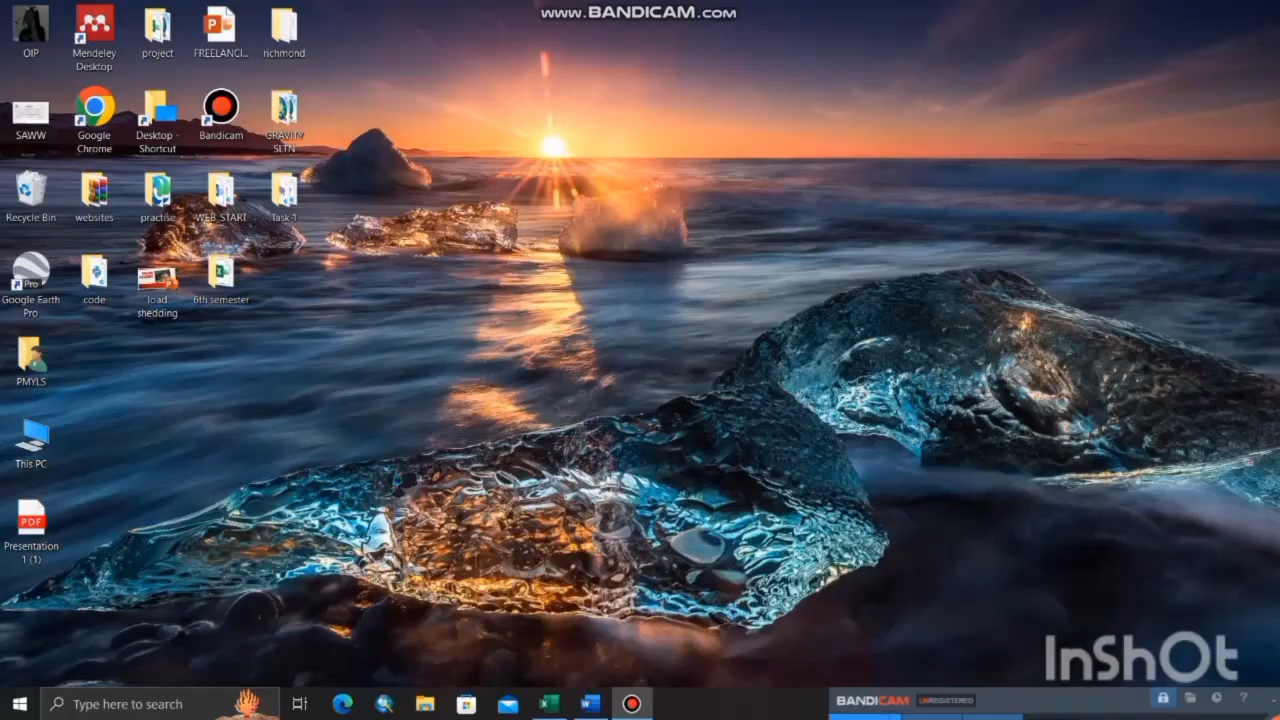 www.BANDICAM.com
OIP
Mendeley
Desktop
project
FREELANCI...
richmond
SAWW
Google
Chrome
Desktop -
Shortcut
Bandicam
GRAVITY
SLTN
Recycle Bin
websites
practise
WEB_START
Task-1
Pro
Google Earth
Pro
code
load
shedding
6th semester
PMYLS
This PC
PDF
Presentation
1 (1)
InShOt
Type here to search
BANDICAM UNREGISTERED